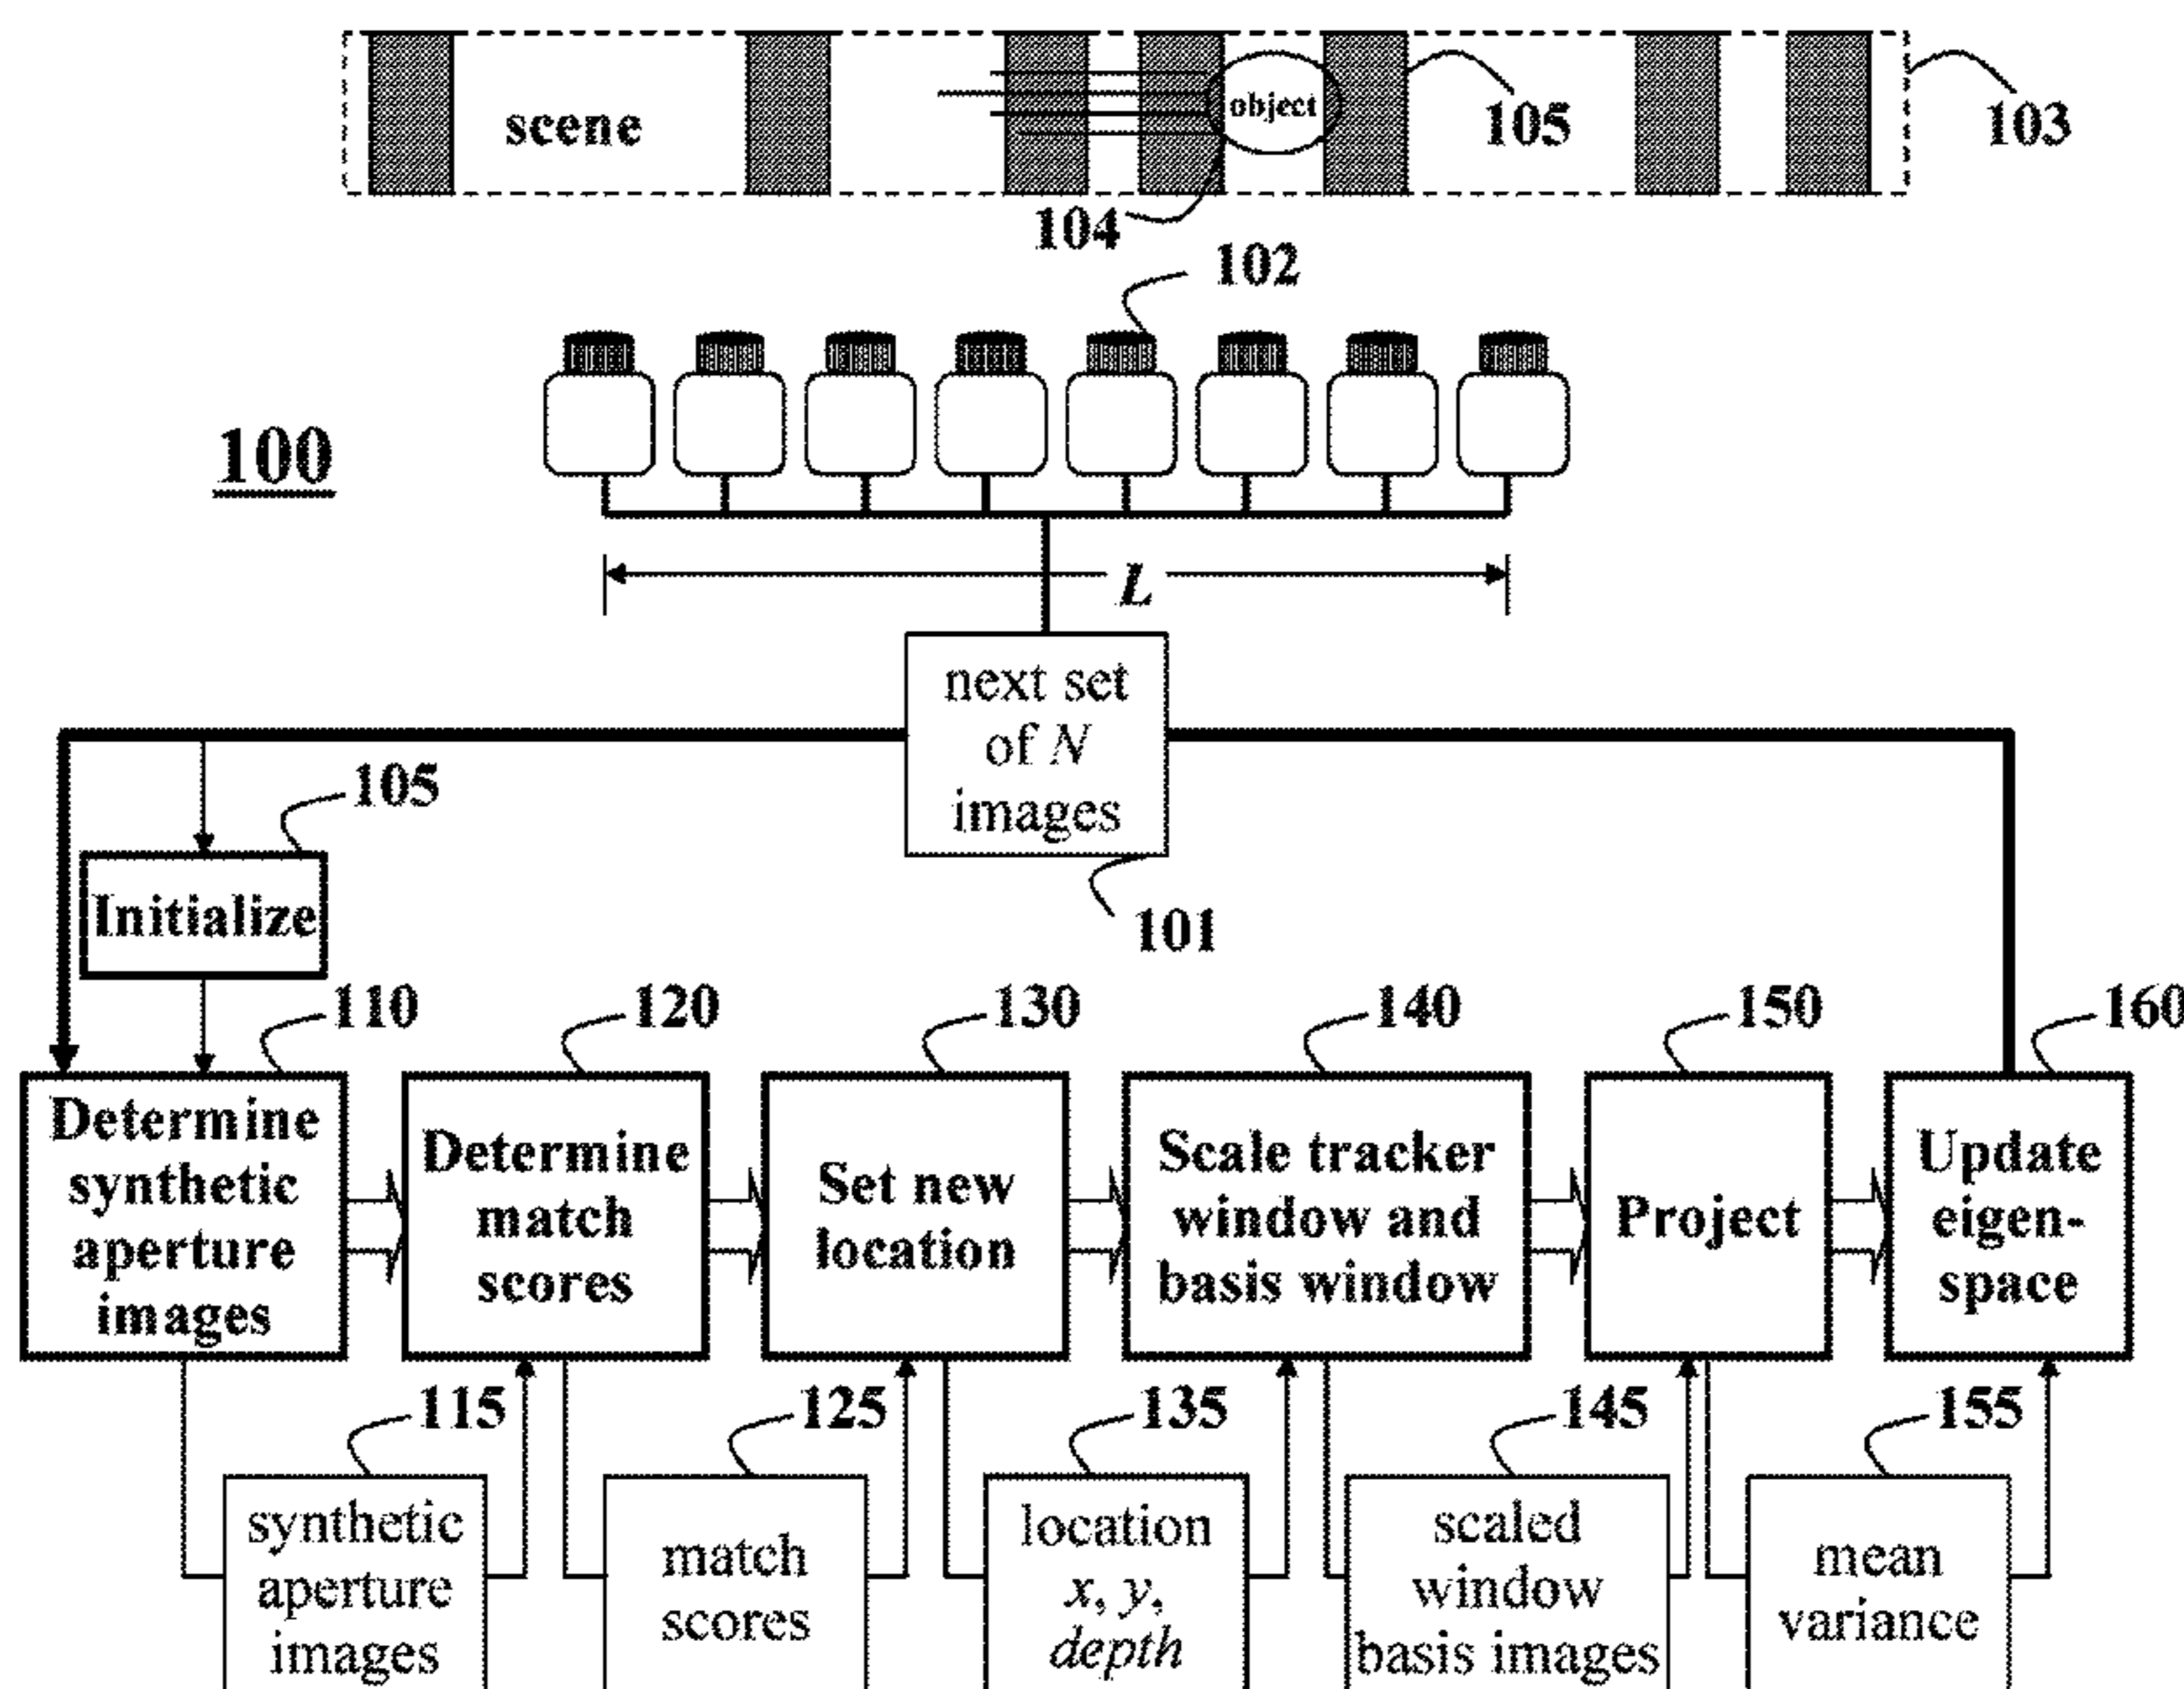 scene
object
105
103
104
102
100
L
next set
of N
images
105
Initialize
101
110
120
130
140
150
160
Determine
synthetic
aperture
images
Determine
match
scores
Set new
location
Scale tracker
window and
basis window
Project
Update
eigen-
space
115
125
135
145
155
synthetic
aperture
images
match
scores
location
x, y,
depth
scaled
window
basis images
mean
variance